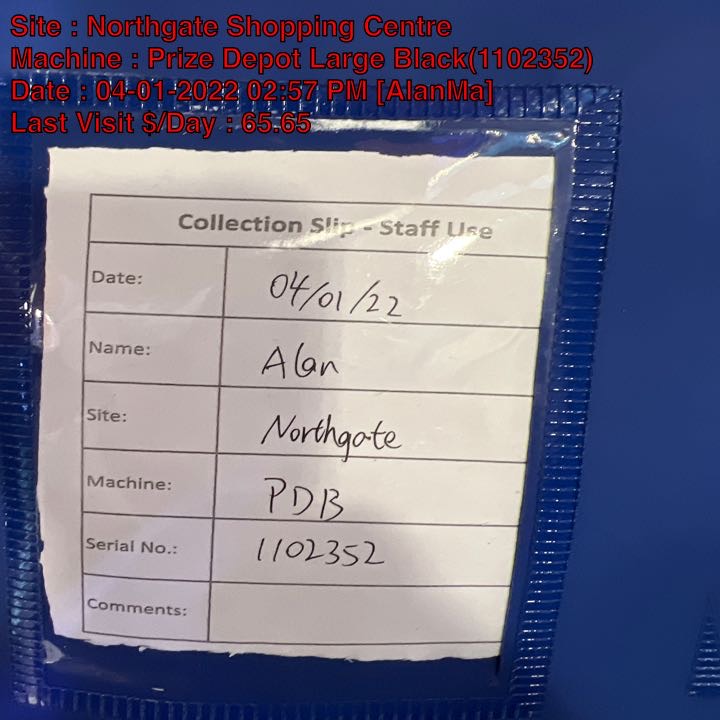 Site : Northgate Shopping Centre
Machine : Prize Depot Large Black(1102352)
Date : 04-01-2022 02:57 PM [AlanMa]
Last Visit $/Day : 65.65
Collection Slip - Staff Use
Date: 04/01/22
Name: Alan
Site: Northgate
Machine: PDB
Serial No.: 1102352
Comments: